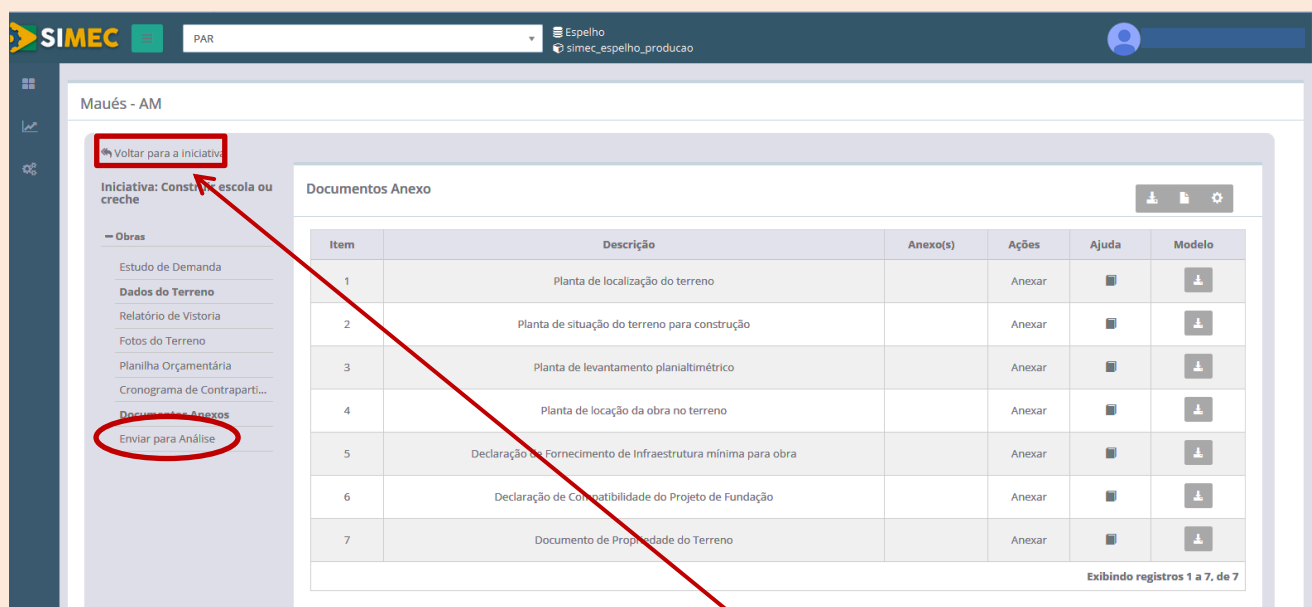 SIMEC
PAR
Espelho
simec_espelho_producao
Maués - AM
Voltar para a iniciativa
Iniciativa: Construir escola ou
creche
Obras
Estudo de Demanda
Dados do Terreno
Relatório de Vistoria
Fotos do Terreno
Planilha Orçamentária
Cronograma de Contraparti...
Documentos Anexos
Enviar para Análise
Documentos Anexo
Item Descrição Anexo(s) Ações Ajuda Modelo
1 Planta de localização do terreno Anexar
2 Planta de situação do terreno para construção Anexar
3 Planta de levantamento planialtimétrico Anexar
4 Planta de locação da obra no terreno Anexar
5 Declaração de Fornecimento de Infraestrutura mínima para obra Anexar
6 Declaração de Compatibilidade do Projeto de Fundação Anexar
7 Documento de Propriedade do Terreno Anexar
Exibindo registros 1 a 7, de 7